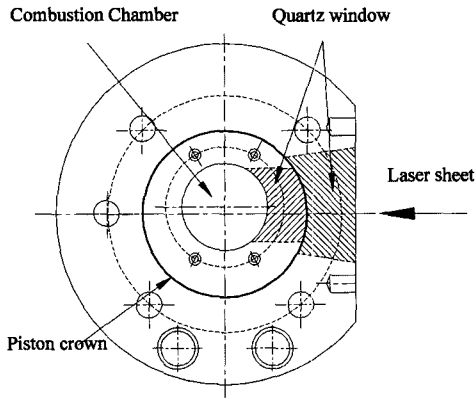 Combustion Chamber
Quartz window
Laser sheet
Piston crown